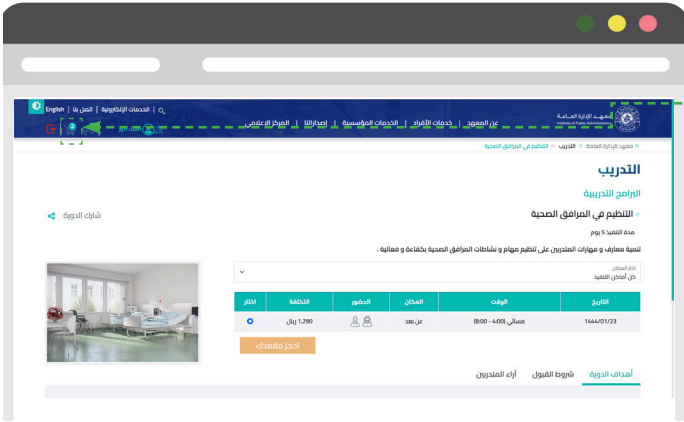 الخدمات الإلكترونية | اتصل بنا | English
معهد الإدارة العامة
Institute of Public Administration
عن المعهد | خدمات الأفراد | الخدمات المؤسسية | إصداراتنا | المركز الإعلامي
» معهد الإدارة العامة » التدريب » التنظيم في المرافق الصحية
التدريب
البرامج التدريبية
» التنظيم في المرافق الصحية
شارك الدورة
مدة التنفيذ 5 يوم
تنمية معارف و مهارات المتدربين على تنظيم مهام و نشاطات المرافق الصحية بكفاءة و فعالية .
اختر المكان
كل أماكن التنفيذ
التاريخ الوقت المكان الحضور التكلفة اختار
1444/01/23 مسائي (4:00 - 8:00) عن بعد 1,290 ريال
احجز مقعدك
أهداف الدورة شروط القبول آراء المتدربين